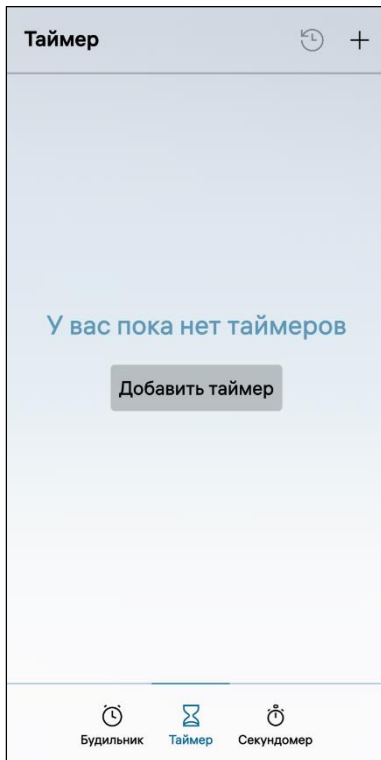 Таймер
У вас пока нет таймеров
Добавить таймер
Будильник Таймер Секундомер